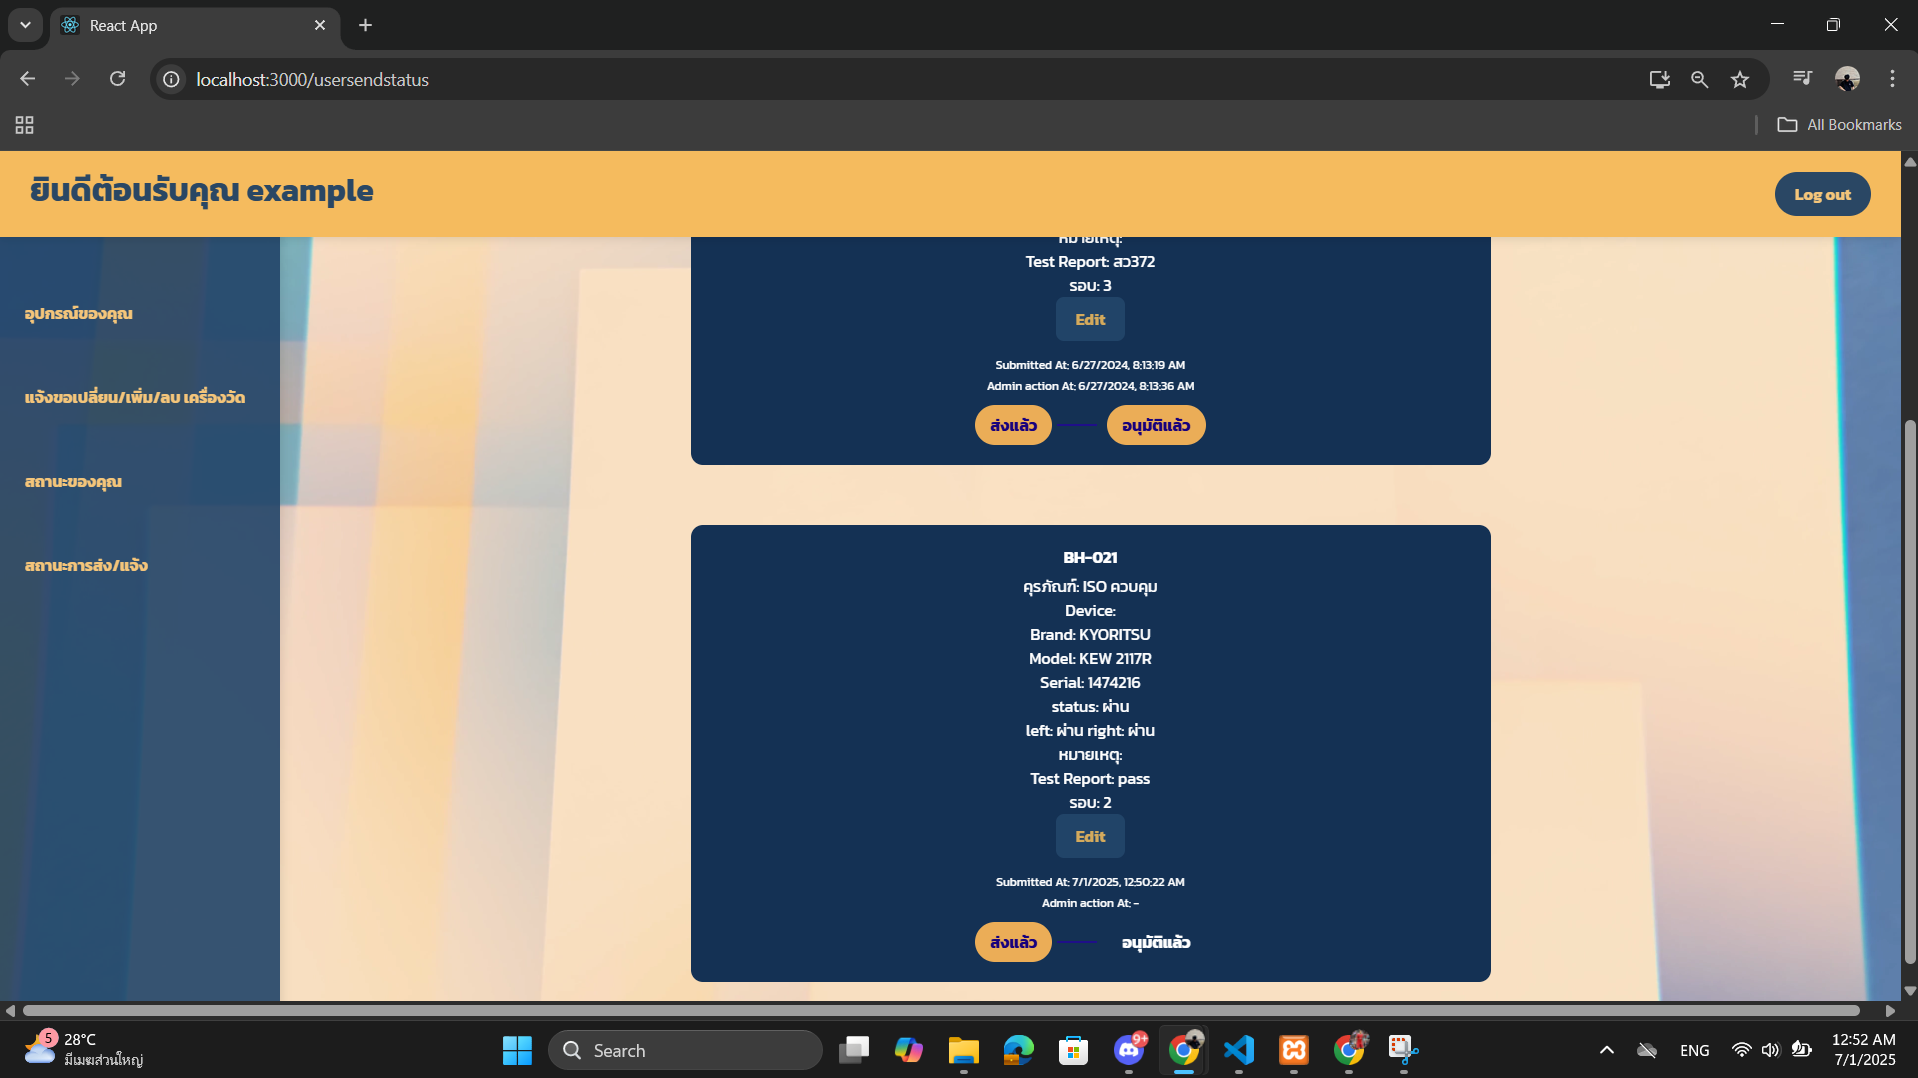 React App
localhost:3000/usersendstatus
All Bookmarks
ยินดีต้อนรับคุณ example
Log out
อุปกรณ์ของคุณ
แจ้งขอเปลี่ยน/เพิ่ม/ลบ เครื่องวัด
สถานะของคุณ
สถานะการส่ง/แจ้ง
หมายเหตุ:
Test Report: สว372
รอบ: 3
Edit
Submitted At: 6/27/2024, 8:13:19 AM
Admin action At: 6/27/2024, 8:13:36 AM
ส่งแล้ว อนุมัติแล้ว
BH-021
คุรภัณฑ์: ISO ควบคุม
Device:
Brand: KYORITSU
Model: KEW 2117R
Serial: 1474216
status: ผ่าน
left: ผ่าน right: ผ่าน
หมายเหตุ:
Test Report: pass
รอบ: 2
Edit
Submitted At: 7/1/2025, 12:50:22 AM
Admin action At: -
ส่งแล้ว อนุมัติแล้ว
5
28°C
มีเมฆส่วนใหญ่
Search
9+
ENG
12:52 AM
7/1/2025